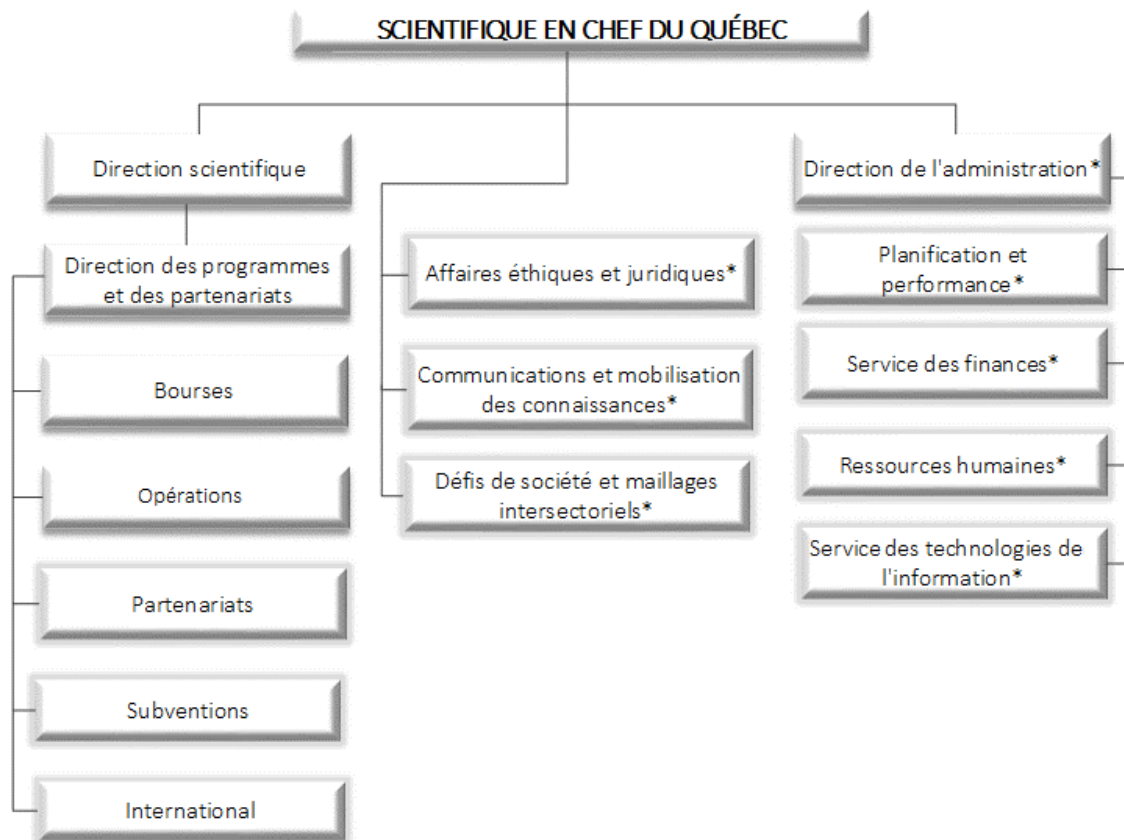 SCIENTIFIQUE EN CHEF DU QUÉBEC
Direction scientifique
Direction des programmes
et des partenariats
Bourses
Opérations
Partenariats
Subventions
International
Affaires éthiques et juridiques*
Communications et mobilisation
des connaissances*
Défis de société et maillages
intersectoriels*
Direction de l'administration*
Planification et
performance*
Service des finances*
Ressources humaines*
Service des technologies de
l'information*